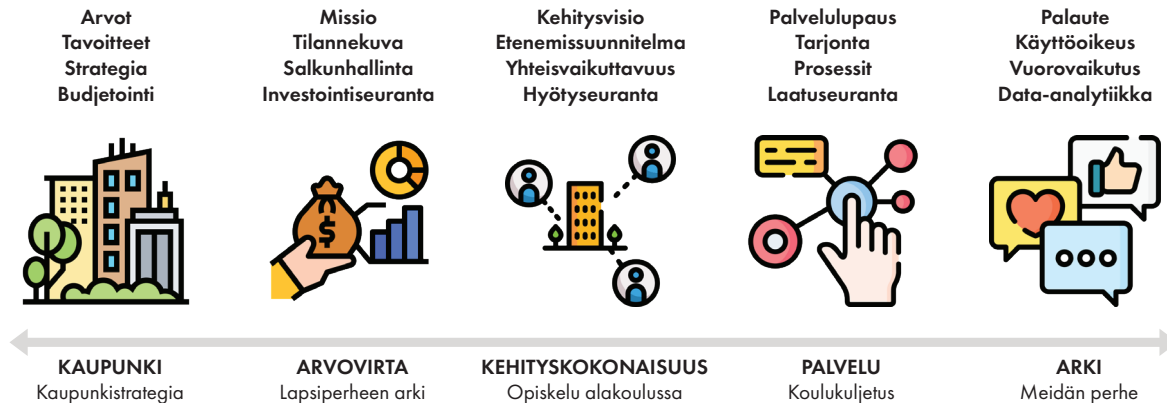 Arvot
Tavoitteet
Strategia
Budjetointi
Missio
Tilannekuva
Salkunhallinta
Investointiseuranta
Kehitysvisio
Etenemissuunnitelma
Yhteisvaikuttavuus
Hyötyseuranta
Palvelulupaus
Tarjonta
Prosessit
Laatuseuranta
Palaute
Käyttöoikeus
Vuorovaikutus
Data-analytiikka
$
KAUPUNKI
Kaupunkistrategia
ARVOVIRTA
Lapsiperheen arki
KEHITYSKOKONAISUUS
Opiskelu alakoulussa
PALVELU
Koulukuljetus
ARKI
Meidän perhe